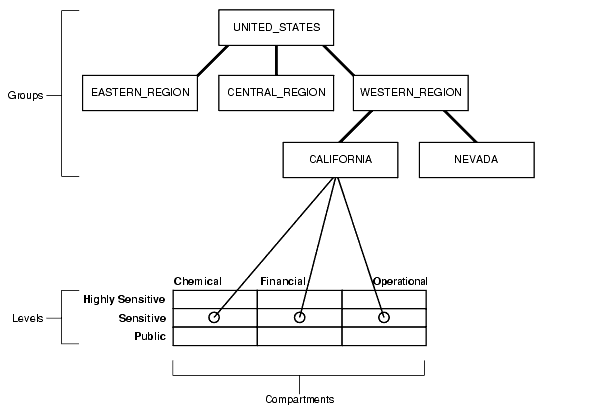 UNITED_STATES
Groups
EASTERN_REGION
CENTRAL_REGION
WESTERN_REGION
CALIFORNIA
NEVADA
Chemical
Financial
Operational
Levels
Highly Sensitive
Sensitive
Public
Compartments